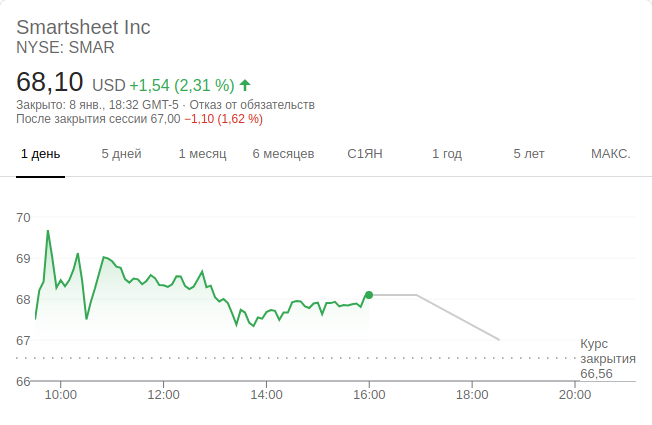 Smartsheet Inc
NYSE: SMAR
68,10 USD +1,54 (2,31 %)
Закрыто: 8 янв., 18:32 GMT-5 · Отказ от обязательств
После закрытия сессии 67,00 −1,10 (1,62 %)
1 день 5 дней 1 месяц 6 месяцев С1ЯН 1 год 5 лет МАКС.
70
69
68
67
Курс
закрытия
66,56
66
10:00 12:00 14:00 16:00 18:00 20:00